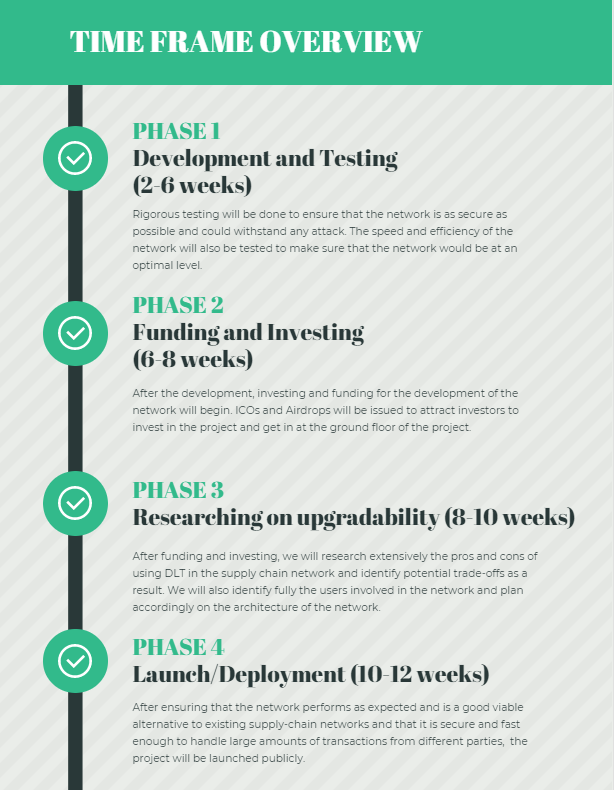 TIME FRAME OVERVIEW
PHASE 1
Development and Testing
(2-6 weeks)
Rigorous testing will be done to ensure that the network is as secure as
possible and could withstand any attack. The speed and efficiency of the
network will also be tested to make sure that the network would be at an
optimal level.
PHASE 2
Funding and Investing
(6-8 weeks)
After the development, investing and funding for the development of the
network will begin. ICOs and Airdrops will be issued to attract investors to
invest in the project and get in at the ground floor of the project.
PHASE 3
Researching on upgradability (8-10 weeks)
After funding and investing, we will research extensively the pros and cons of
using DLT in the supply chain network and identify potential trade-offs as a
result. We will also identify fully the users involved in the network and plan
accordingly on the architecture of the network.
PHASE 4
Launch/Deployment (10-12 weeks)
After ensuring that the network performs as expected and is a good viable
alternative to existing supply-chain networks and that it is secure and fast
enough to handle large amounts of transactions from different parties,  the
project will be launched publicly.